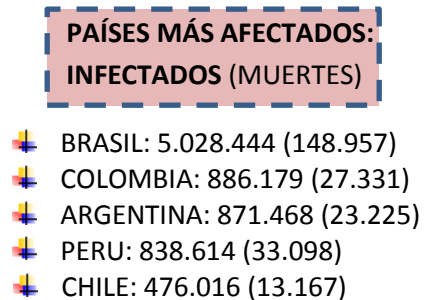 PAÍSES MÁS AFECTADOS:
INFECTADOS (MUERTES)
BRASIL: 5.028.444 (148.957)
COLOMBIA: 886.179 (27.331)
ARGENTINA: 871.468 (23.225)
PERU: 838.614 (33.098)
CHILE: 476.016 (13.167)